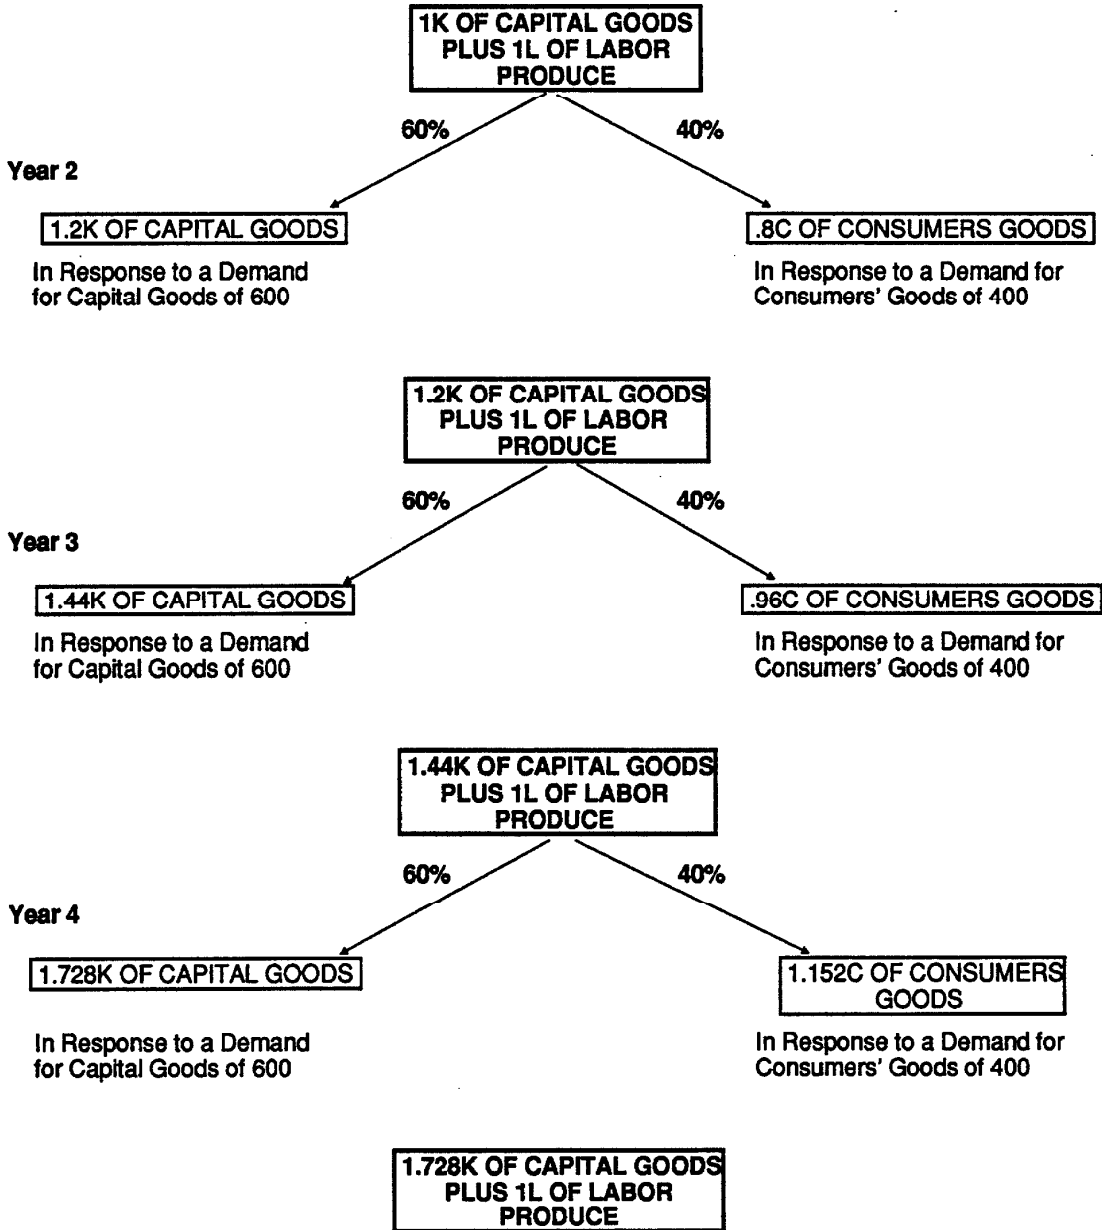 1K OF CAPITAL GOODS
PLUS 1L OF LABOR
PRODUCE
60%
40%
Year 2
1.2K OF CAPITAL GOODS
.8C OF CONSUMERS GOODS
In Response to a Demand
for Capital Goods of 600
In Response to a Demand for
Consumers' Goods of 400
1.2K OF CAPITAL GOODS
PLUS 1L OF LABOR
PRODUCE
60%
40%
Year 3
1.44K OF CAPITAL GOODS
.96C OF CONSUMERS GOODS
In Response to a Demand
for Capital Goods of 600
In Response to a Demand for
Consumers' Goods of 400
1.44K OF CAPITAL GOODS
PLUS 1L OF LABOR
PRODUCE
60%
40%
Year 4
1.728K OF CAPITAL GOODS
1.152C OF CONSUMERS
GOODS
In Response to a Demand
for Capital Goods of 600
In Response to a Demand for
Consumers' Goods of 400
1.728K OF CAPITAL GOODS
PLUS 1L OF LABOR
PRODUCE